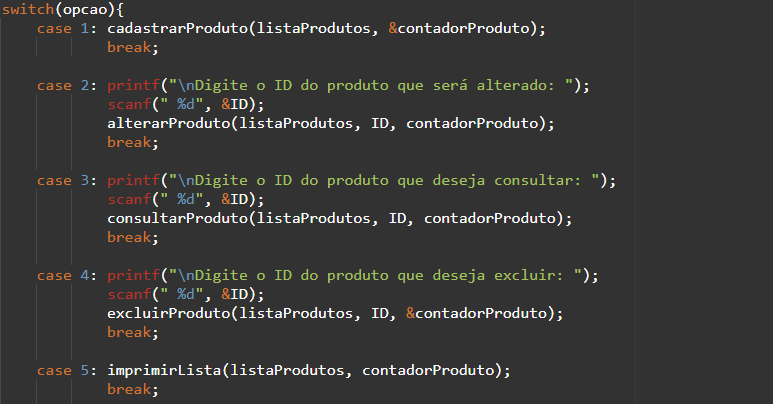 switch(opcao){
case 1: cadastrarProduto(listaProdutos, &contadorProduto);
break;
case 2: printf("\nDigite o ID do produto que será alterado: ");
scanf(" %d", &ID);
alterarProduto(listaProdutos, ID, contadorProduto);
break;
case 3: printf("\nDigite o ID do produto que deseja consultar: ");
scanf(" %d", &ID);
consultarProduto(listaProdutos, ID, contadorProduto);
break;
case 4: printf("\nDigite o ID do produto que deseja excluir: ");
scanf(" %d", &ID);
excluirProduto(listaProdutos, ID, &contadorProduto);
break;
case 5: imprimirLista(listaProdutos, contadorProduto);
break;